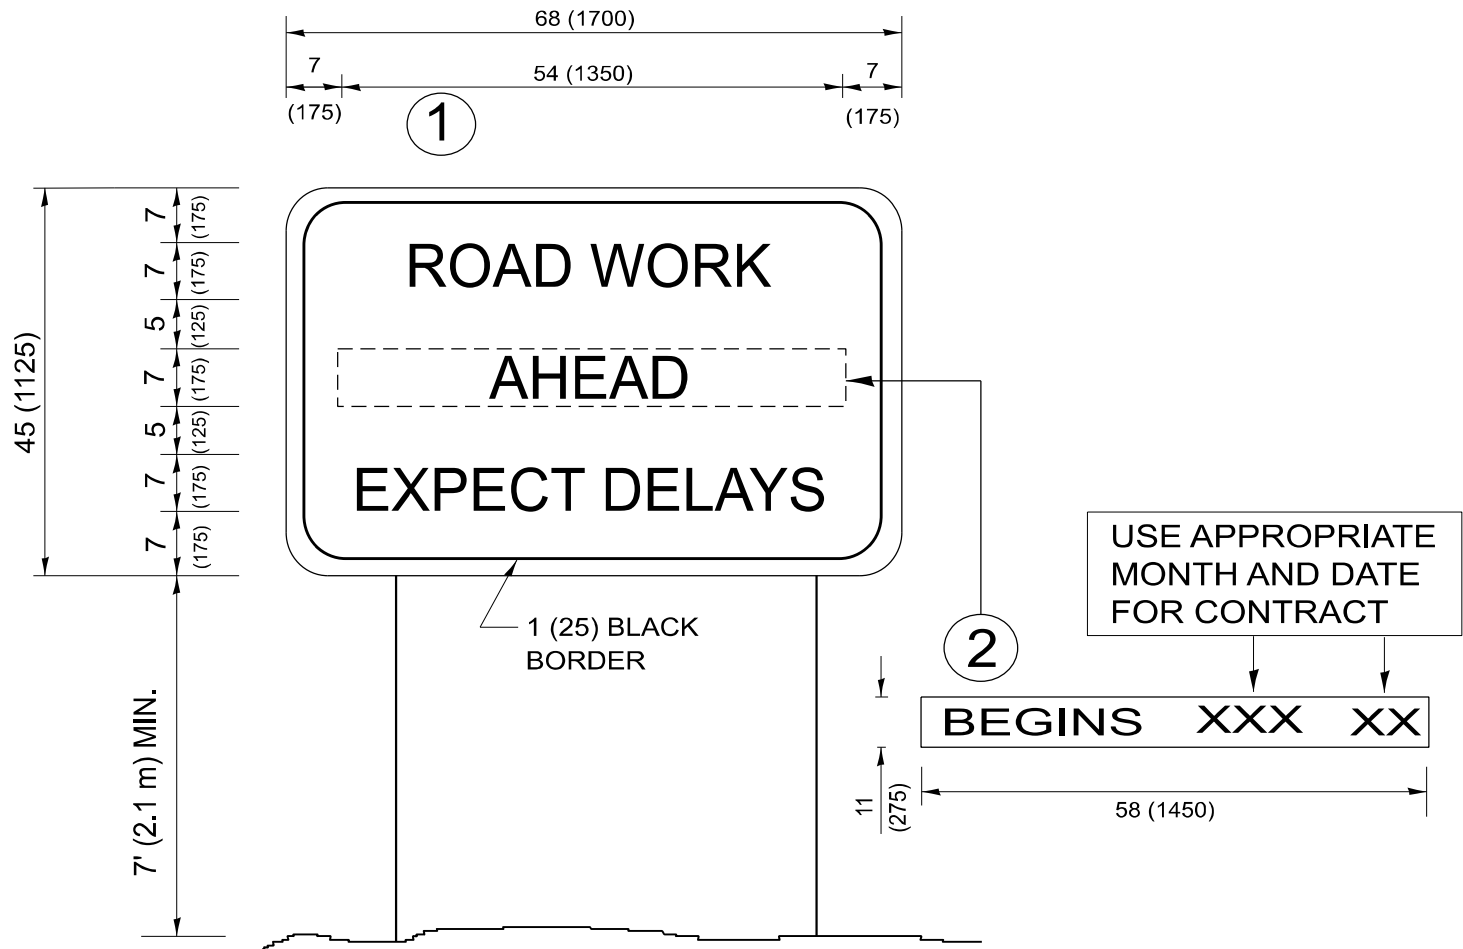 68 (1700)
7
54 (1350)
7
(175)
(175)
1
7
(175)
7
(175)
5
(125)
7
(175)
5
(125)
7
(175)
7
(175)
45 (1125)
ROAD WORK
AHEAD
EXPECT DELAYS
1 (25) BLACK
BORDER
7' (2.1 m) MIN.
USE APPROPRIATE
MONTH AND DATE
FOR CONTRACT
2
BEGINS XXX XX
11
(275)
58 (1450)